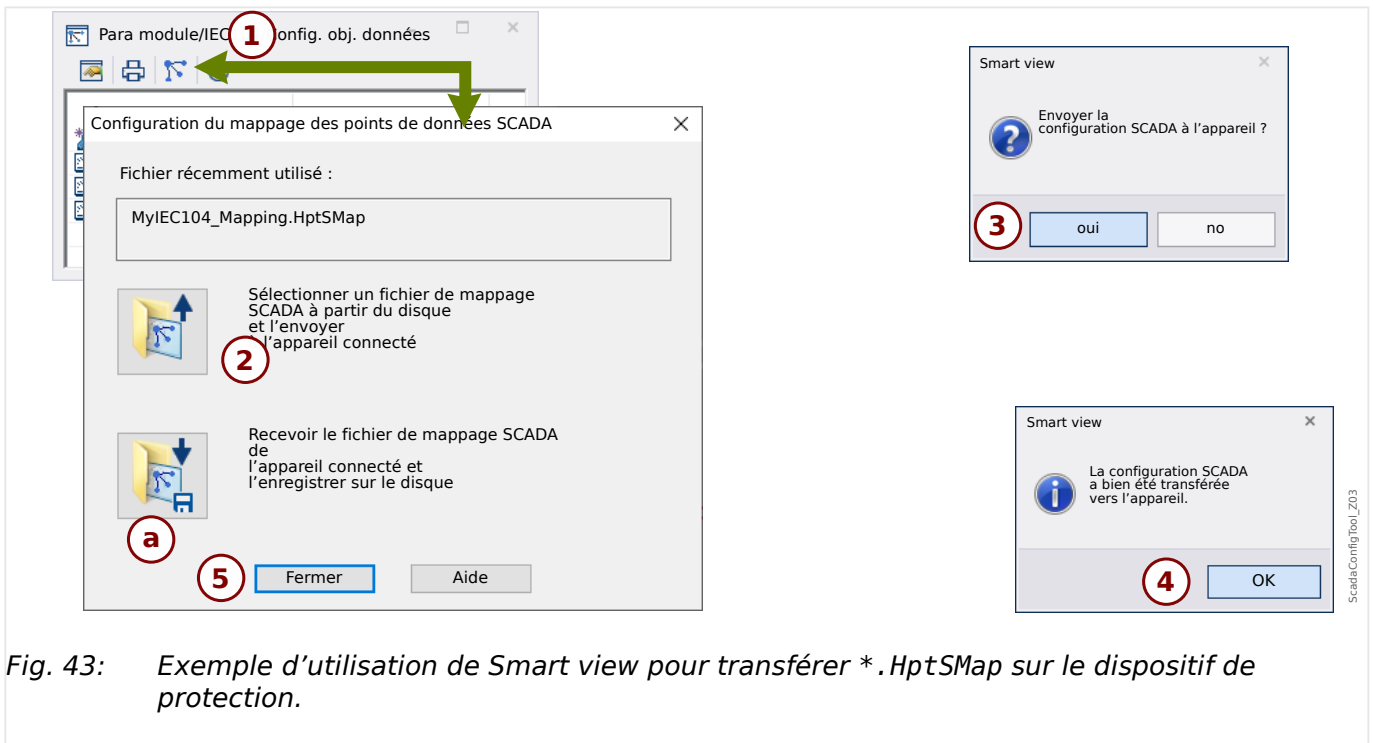 Para module/IEC
1
onfig. obj. données
Configuration du mappage des points de données SCADA
Fichier récemment utilisé :
MyIEC104_Mapping.HptSMap
Sélectionner un fichier de mappage
SCADA à partir du disque
et l’envoyer
l’appareil connecté
2
Recevoir le fichier de mappage SCADA
de
l’appareil connecté et
l’enregistrer sur le disque
a
5
Fermer
Aide
Smart view
Envoyer la
configuration SCADA à l’appareil ?
3
oui
no
Smart view
La configuration SCADA
a bien été transférée
vers l’appareil.
4
OK
ScadaConfigTool_Z03
Fig. 43: Exemple d’utilisation de Smart view pour transférer *.HptSMap sur le dispositif de
protection.